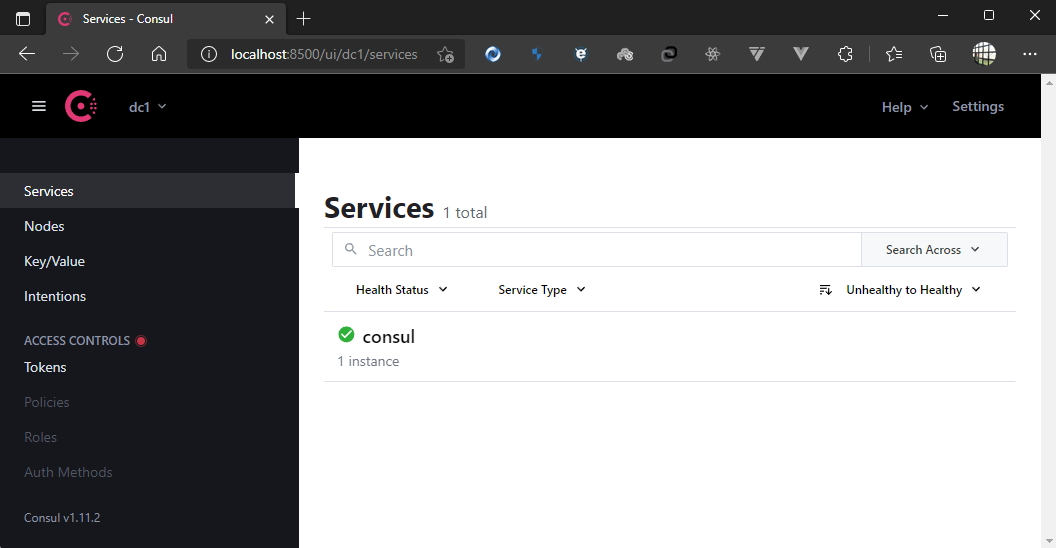 Services - Consul
localhost:8500/ui/dc1/services
dc1
Help
Settings
Services
Nodes
Key/Value
Intentions
ACCESS CONTROLS
Tokens
Policies
Roles
Auth Methods
Consul v1.11.2
Services 1 total
Search
Search Across
Health Status
Service Type
Unhealthy to Healthy
consul
1 instance